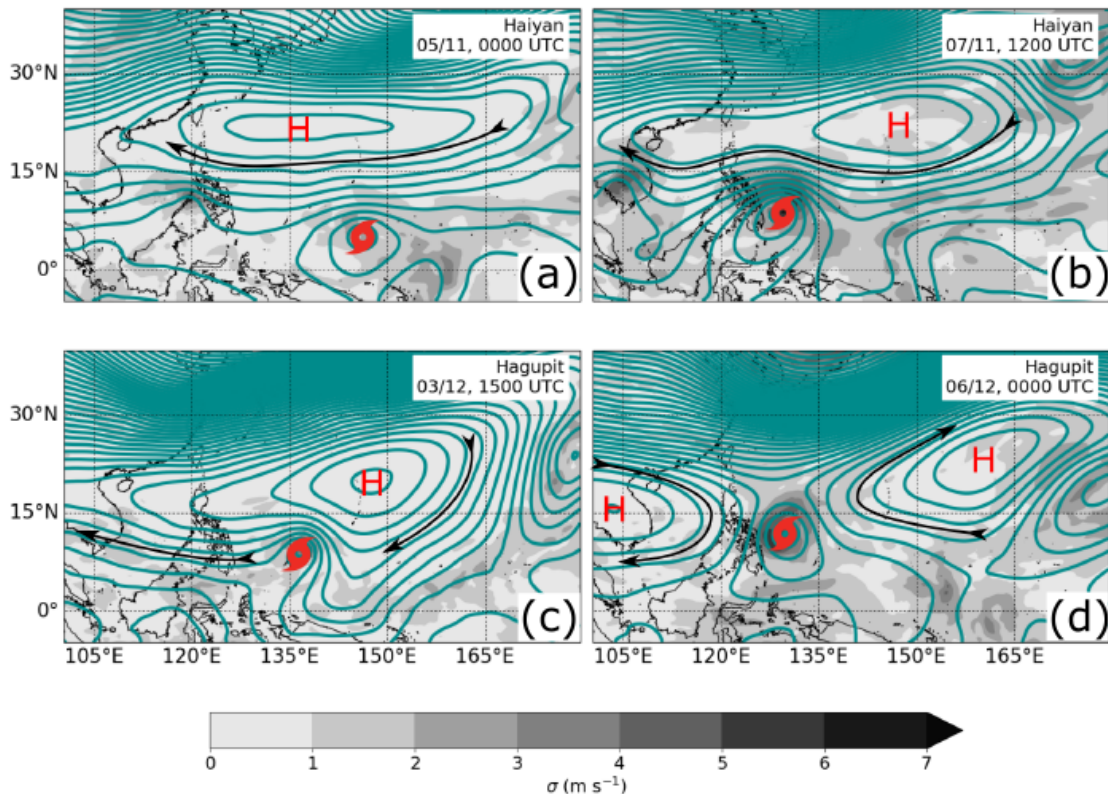 Haiyan
05/11, 0000 UTC
Haiyan
07/11, 1200 UTC
30°N
15°N
0°
H
H
(a)
(b)
Hagupit
03/12, 1500 UTC
Hagupit
06/12, 0000 UTC
30°N
15°N
0°
H
H
H
(c)
(d)
105°E 120°E 135°E 150°E 165°E 105°E 120°E 135°E 150°E 165°E
0 1 2 3 4 5 6 7
σ (m s⁻¹)